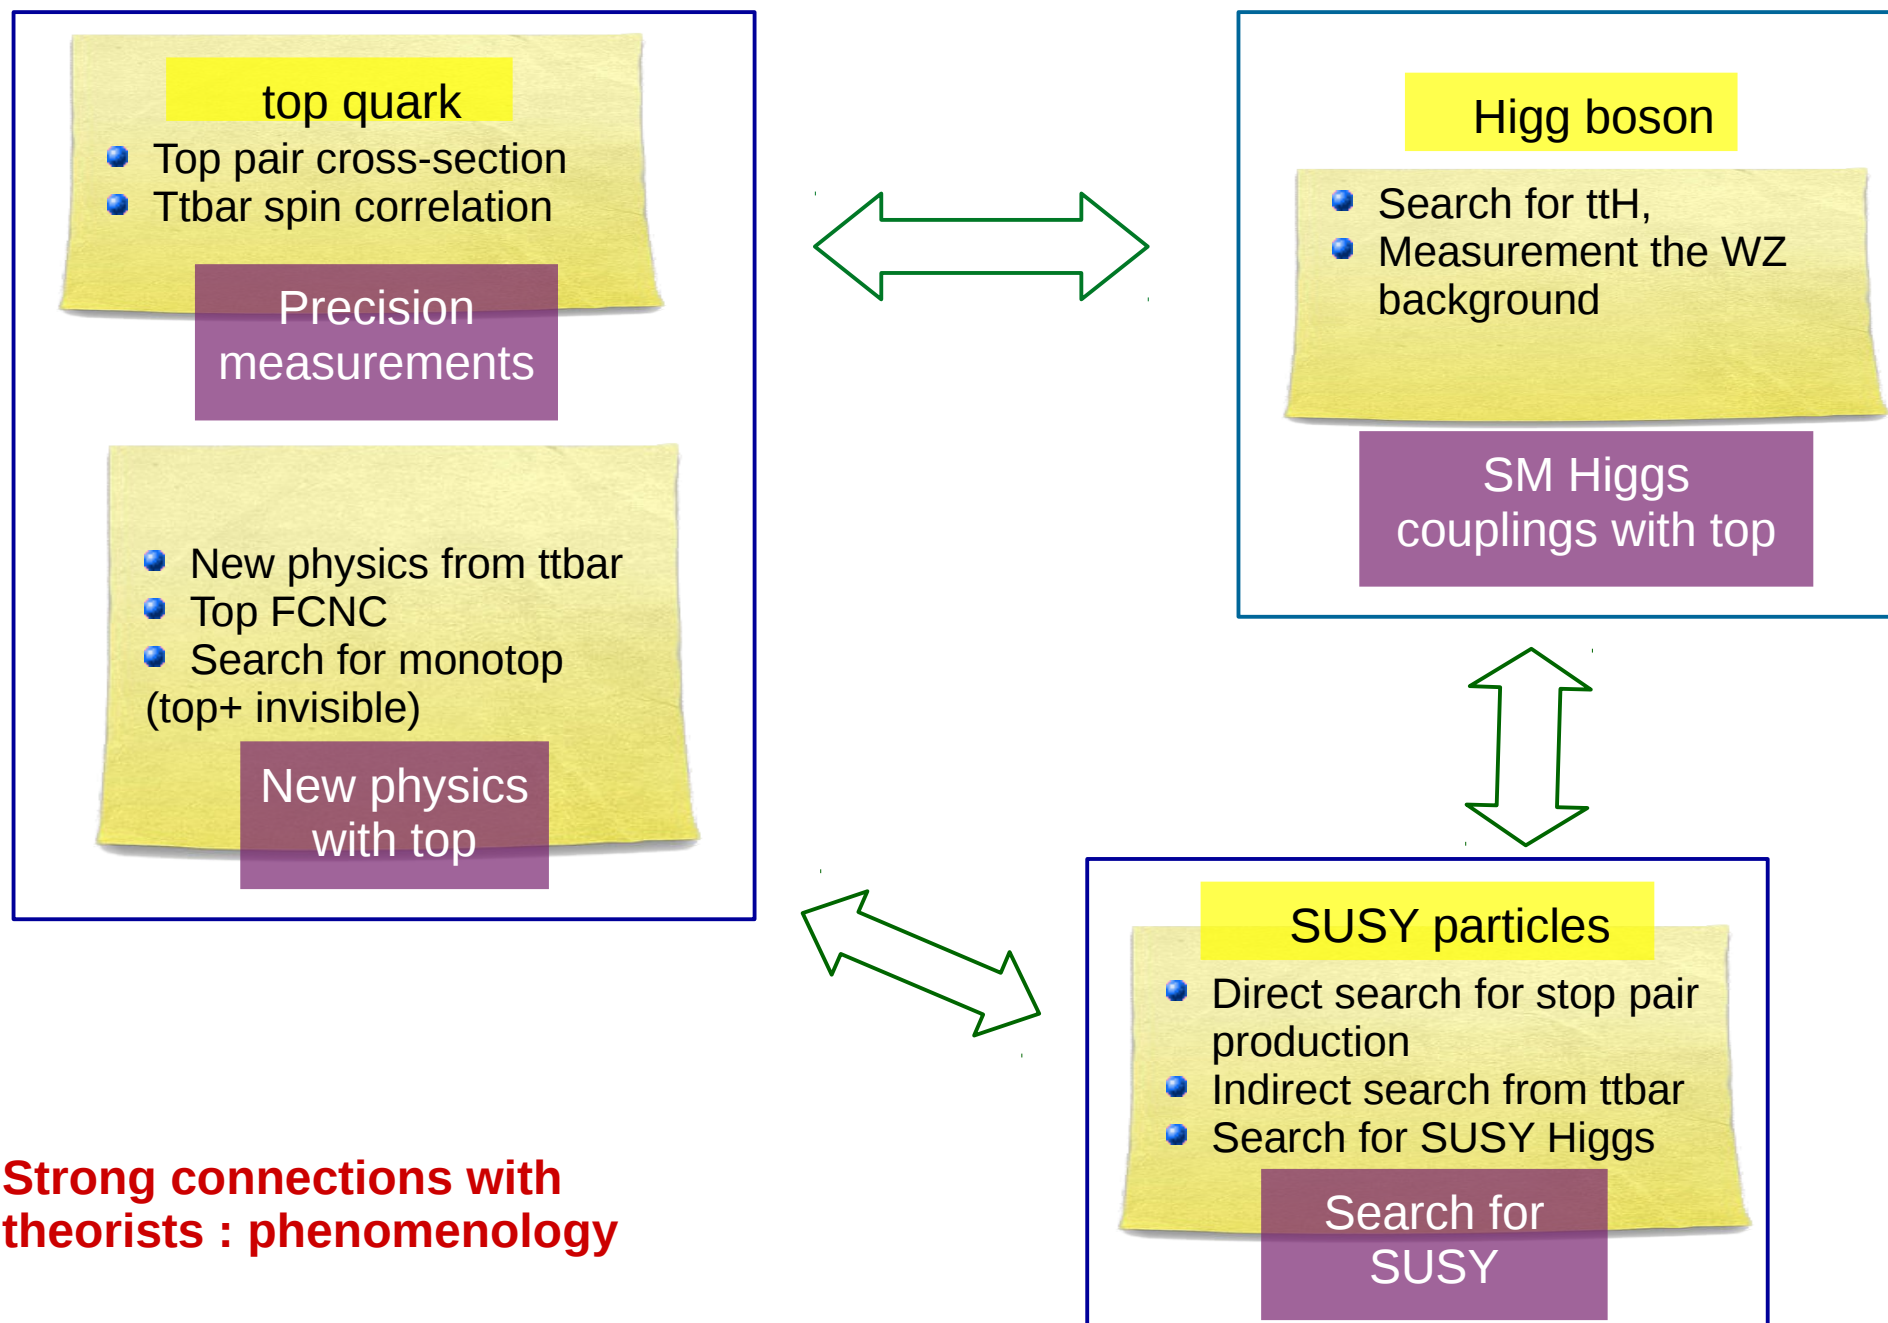 top quark
Top pair cross-section
Ttbar spin correlation
Precision
measurements
New physics from ttbar
Top FCNC
Search for monotop
(top+ invisible)
New physics
with top
Higg boson
Search for ttH,
Measurement the WZ
background
SM Higgs
couplings with top
SUSY particles
Direct search for stop pair
production
Indirect search from ttbar
Search for SUSY Higgs
Search for
SUSY
Strong connections with
theorists : phenomenology